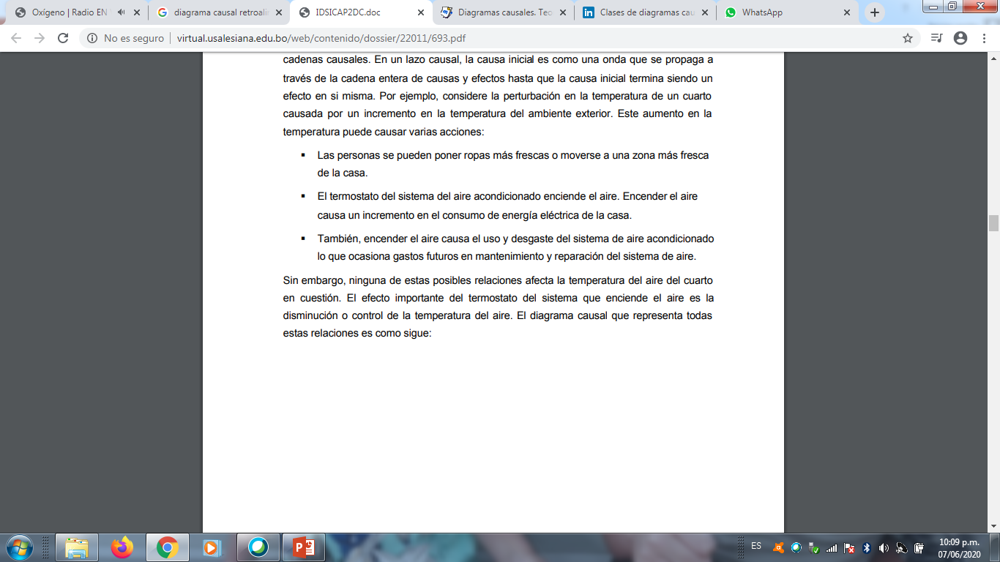 Oxígeno | Radio EN
diagrama causal retroali
IDSICAP2DC.doc
Diagramas causales. Teo
Clases de diagramas cau
WhatsApp
No es seguro | virtual.usalesiana.edu.bo/web/contenido/dossier/22011/693.pdf
cadenas causales. En un lazo causal, la causa inicial es como una onda que se propaga a
través de la cadena entera de causas y efectos hasta que la causa inicial termina siendo un
efecto en si misma. Por ejemplo, considere la perturbación en la temperatura de un cuarto
causada por un incremento en la temperatura del ambiente exterior. Este aumento en la
temperatura puede causar varias acciones:
▪ Las personas se pueden poner ropas más frescas o moverse a una zona más fresca
de la casa.
▪ El termostato del sistema del aire acondicionado enciende el aire. Encender el aire
causa un incremento en el consumo de energía eléctrica de la casa.
▪ También, encender el aire causa el uso y desgaste del sistema de aire acondicionado
lo que ocasiona gastos futuros en mantenimiento y reparación del sistema de aire.
Sin embargo, ninguna de estas posibles relaciones afecta la temperatura del aire del cuarto
en cuestión. El efecto importante del termostato del sistema que enciende el aire es la
disminución o control de la temperatura del aire. El diagrama causal que representa todas
estas relaciones es como sigue:
ES
10:09 p.m.
07/06/2020